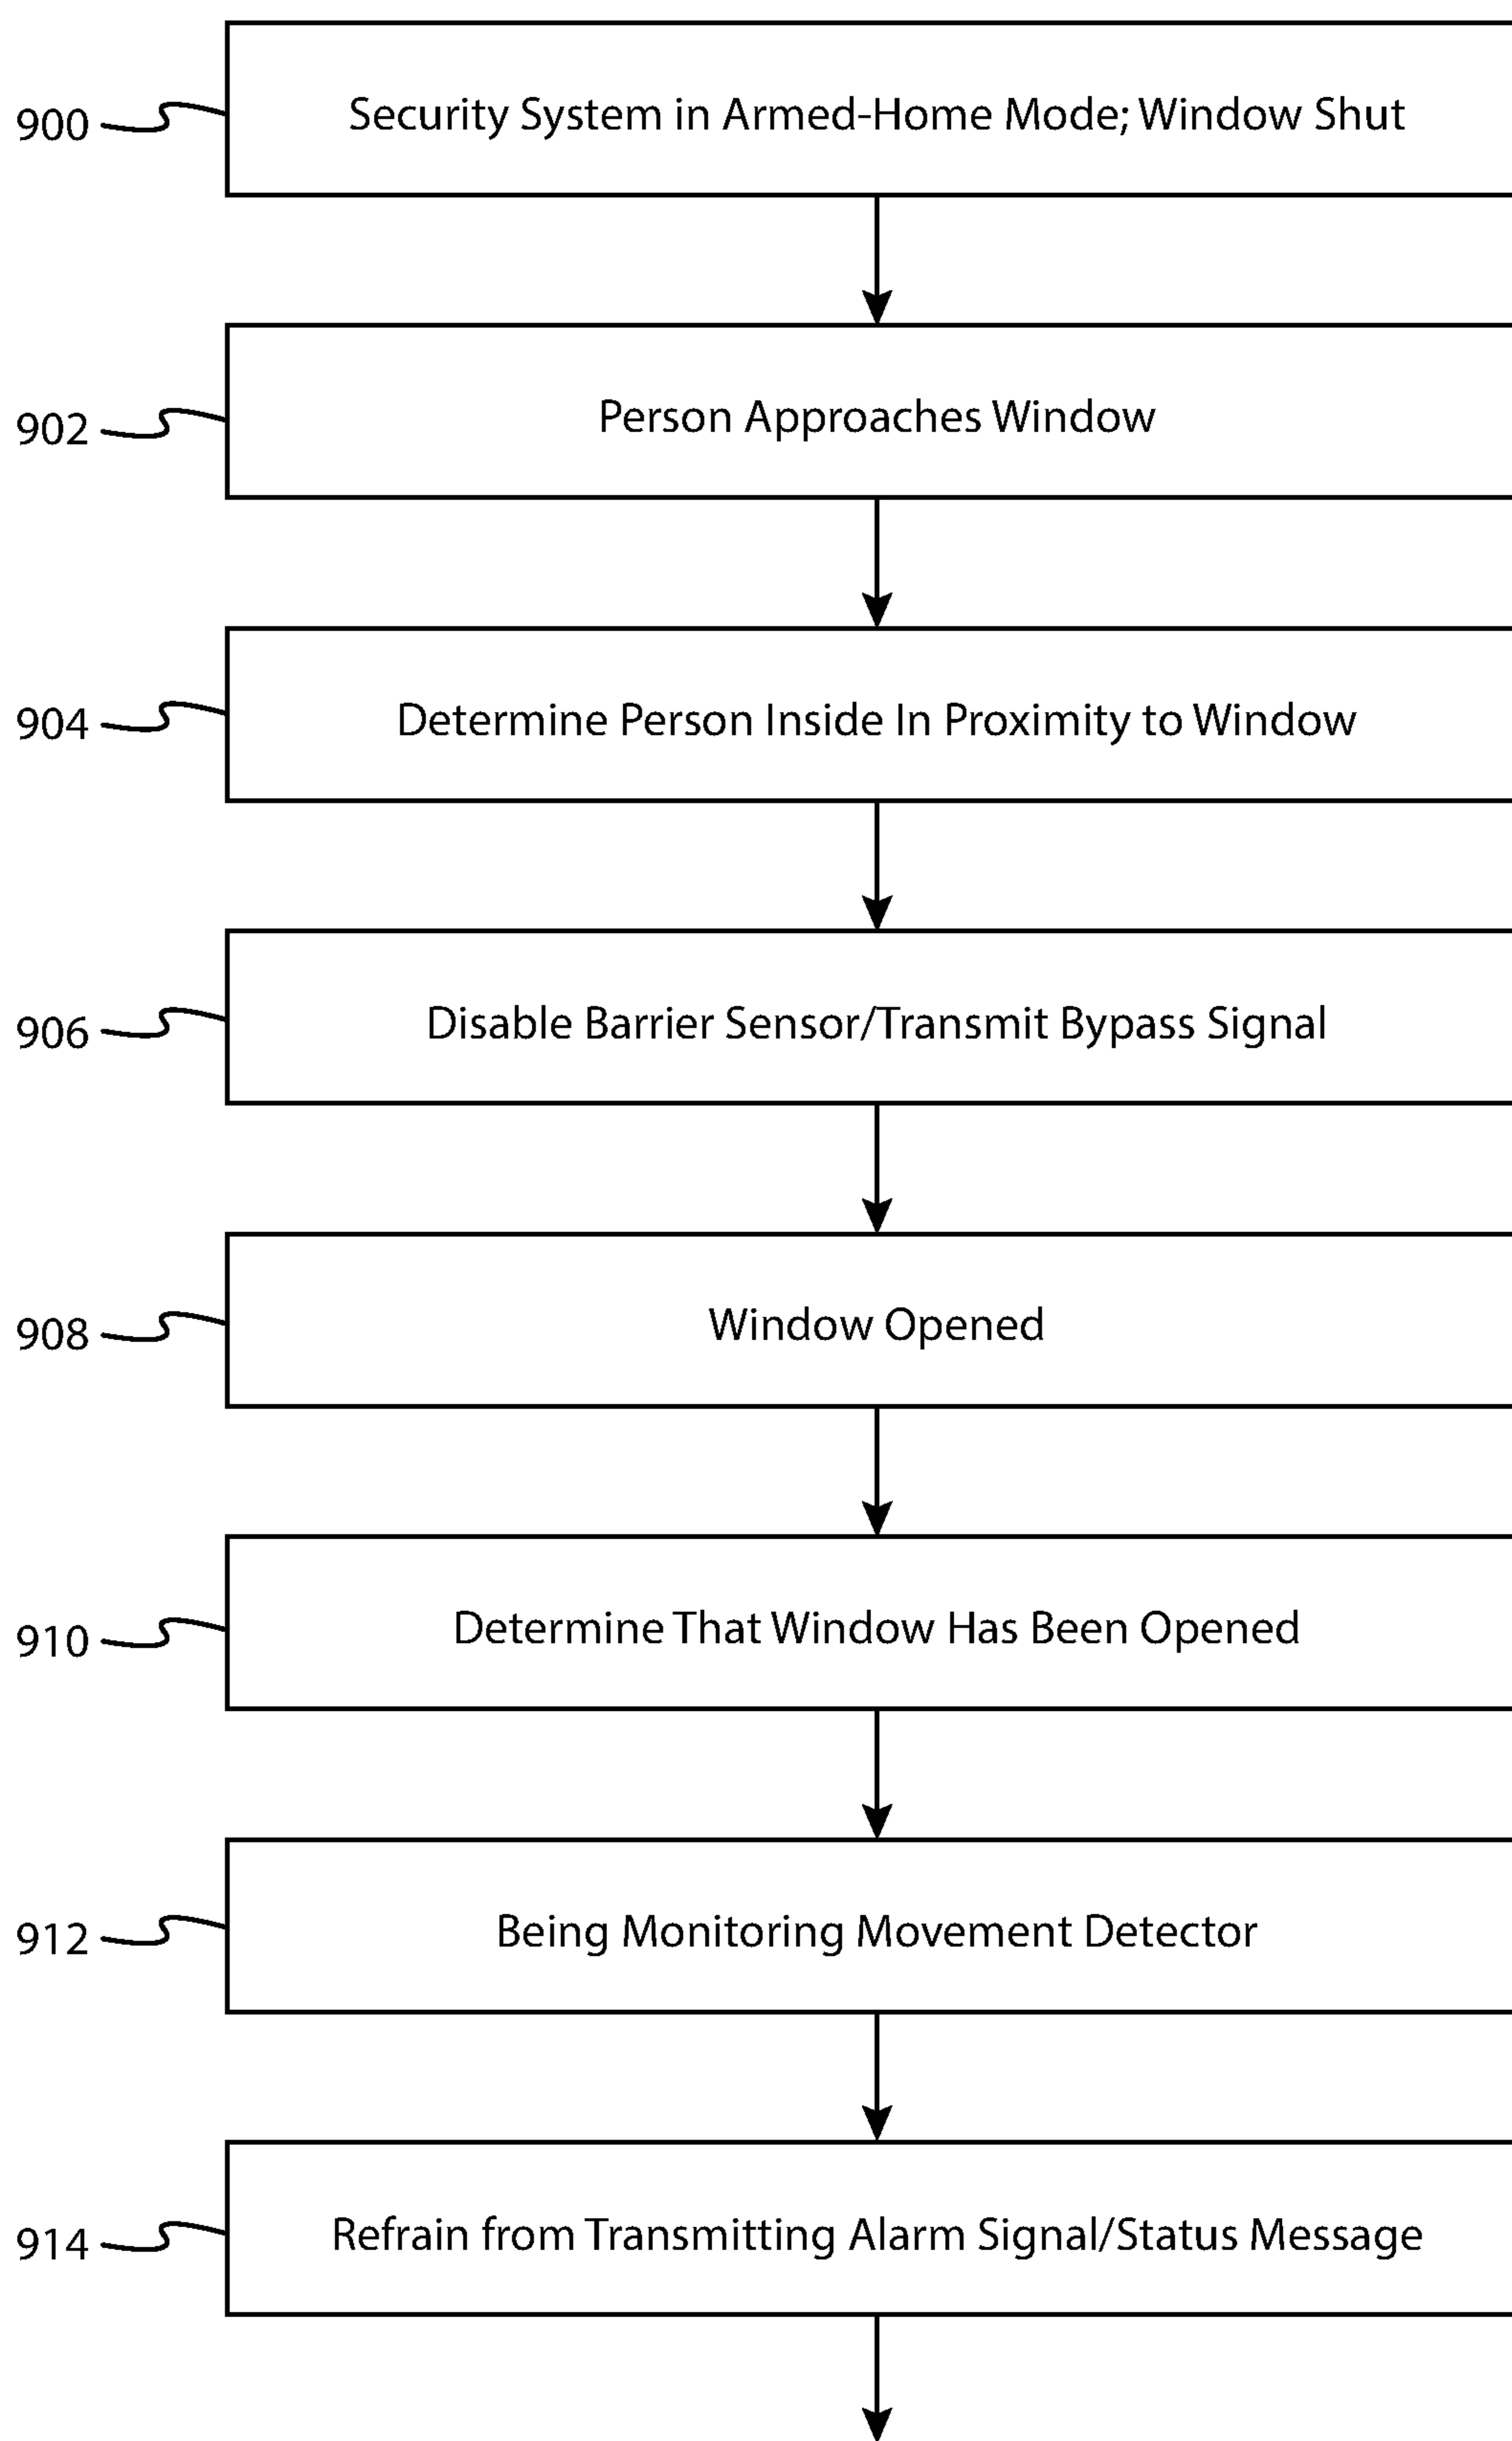 900
Security System in Armed-Home Mode; Window Shut
902
Person Approaches Window
904
Determine Person Inside In Proximity to Window
906
Disable Barrier Sensor/Transmit Bypass Signal
908
Window Opened
910
Determine That Window Has Been Opened
912
Being Monitoring Movement Detector
914
Refrain from Transmitting Alarm Signal/Status Message